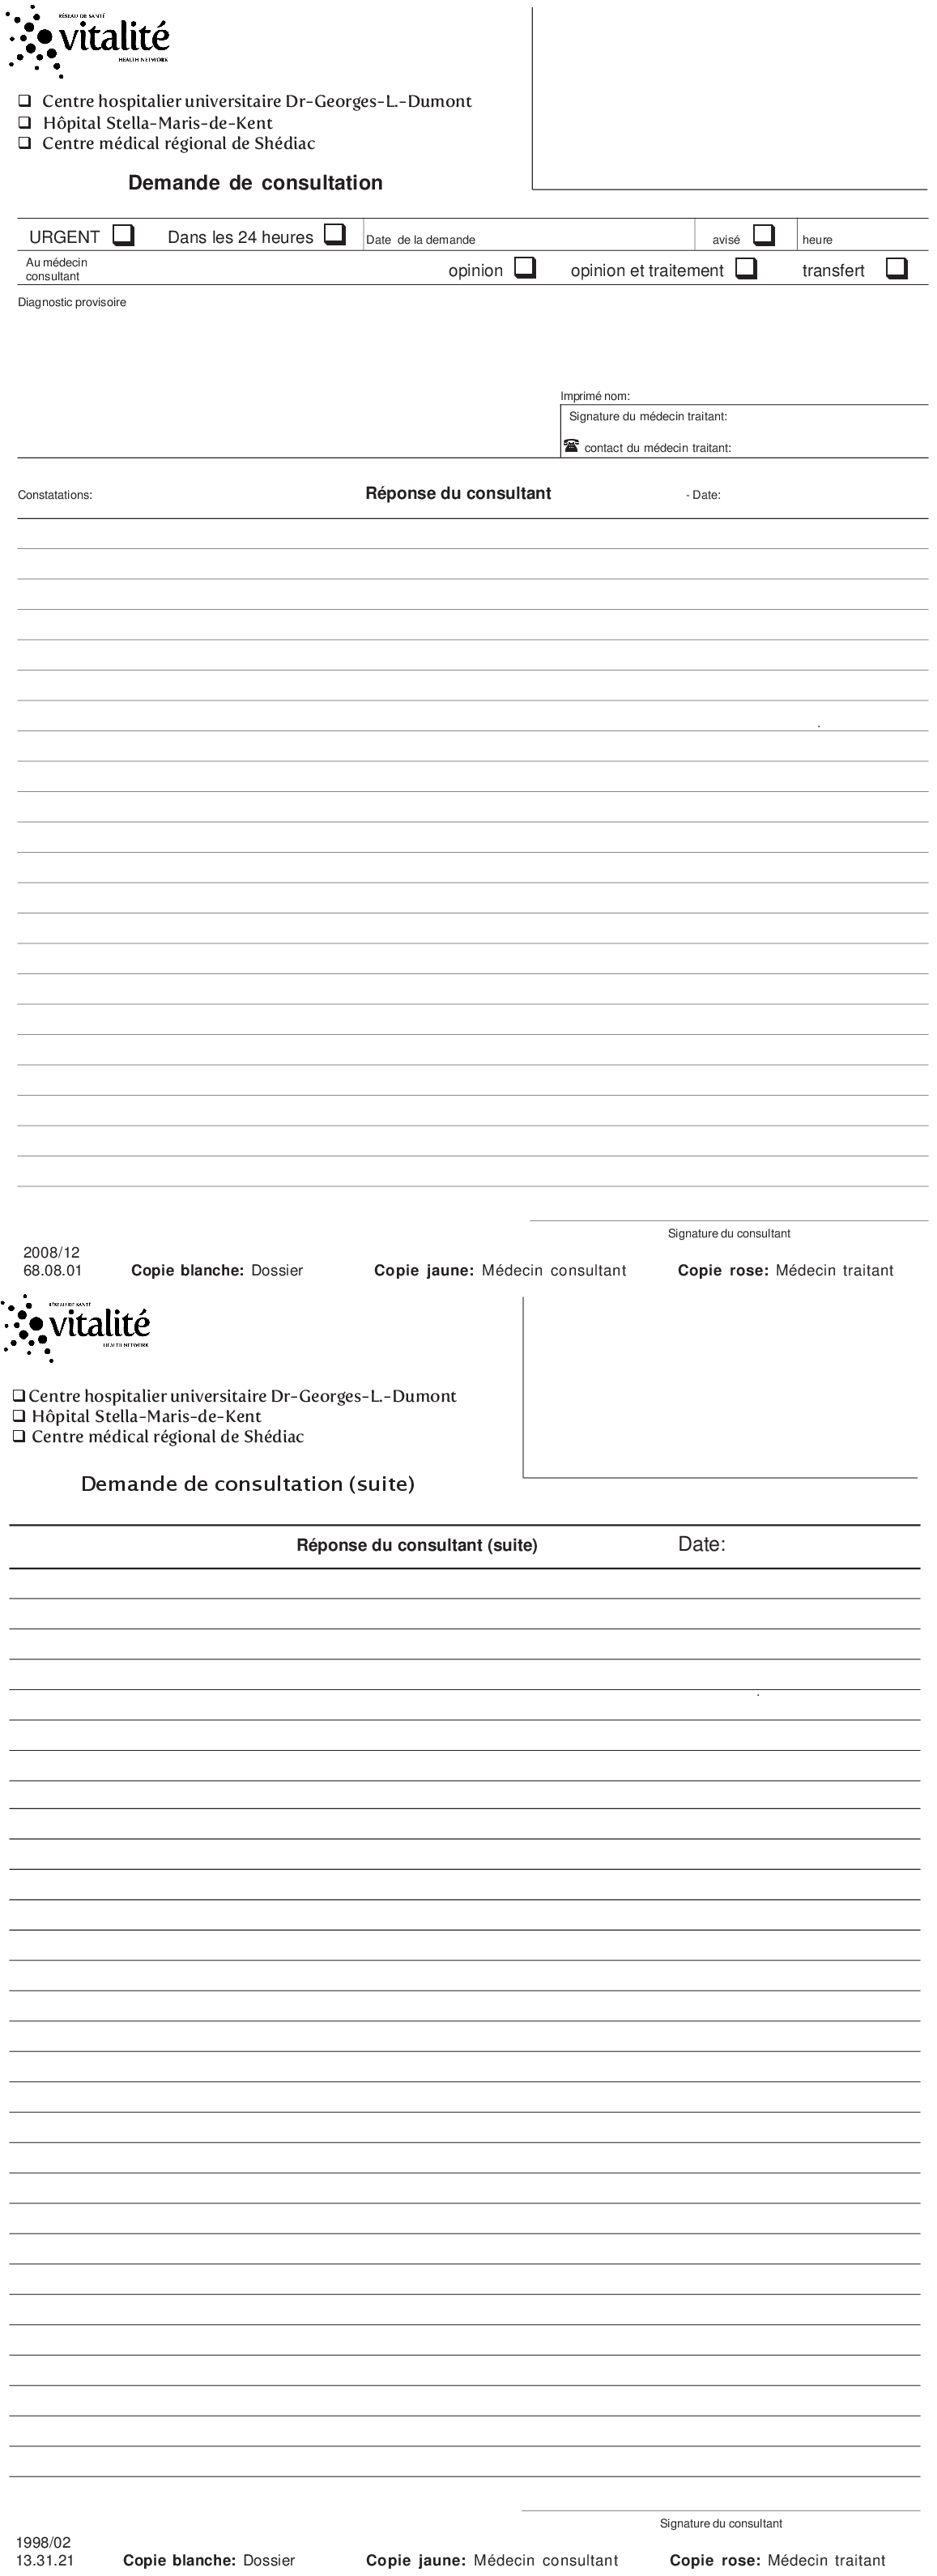 RÉSEAU DE SANTÉ
vitalité
HEALTH NETWORK
❑ Centre hospitalier universitaire Dr-Georges-L.-Dumont
❑ Hôpital Stella-Maris-de-Kent
❑ Centre médical régional de Shédiac
Demande de consultation
URGENT ❑ Dans les 24 heures ❑ Date de la demande avisé ❑ heure
Au médecin
consultant
opinion ❑ opinion et traitement ❑ transfert ❑
Diagnostic provisoire
Imprimé nom:
Signature du médecin traitant:
☎ contact du médecin traitant:
Constatations: Réponse du consultant - Date:
Signature du consultant
2008/12
68.08.01 Copie blanche: Dossier Copie jaune: Médecin consultant Copie rose: Médecin traitant
RÉSEAU DE SANTÉ
vitalité
HEALTH NETWORK
❑ Centre hospitalier universitaire Dr-Georges-L.-Dumont
❑ Hôpital Stella-Maris-de-Kent
❑ Centre médical régional de Shédiac
Demande de consultation (suite)
Réponse du consultant (suite) Date:
Signature du consultant
1998/02
13.31.21 Copie blanche: Dossier Copie jaune: Médecin consultant Copie rose: Médecin traitant